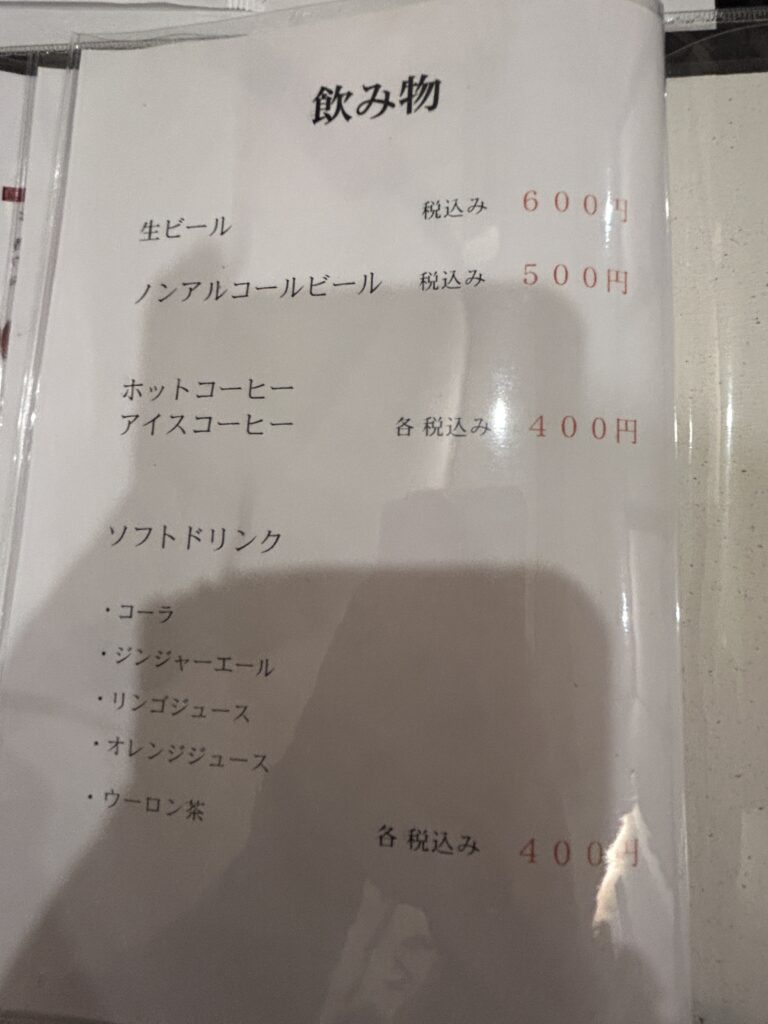 飲み物
生ビール 税込み ６００円
ノンアルコールビール 税込み ５００円
ホットコーヒー
アイスコーヒー 各 税込み ４００円
ソフトドリンク
・コーラ
・ジンジャーエール
・リンゴジュース
・オレンジジュース
・ウーロン茶
各 税込み ４００円